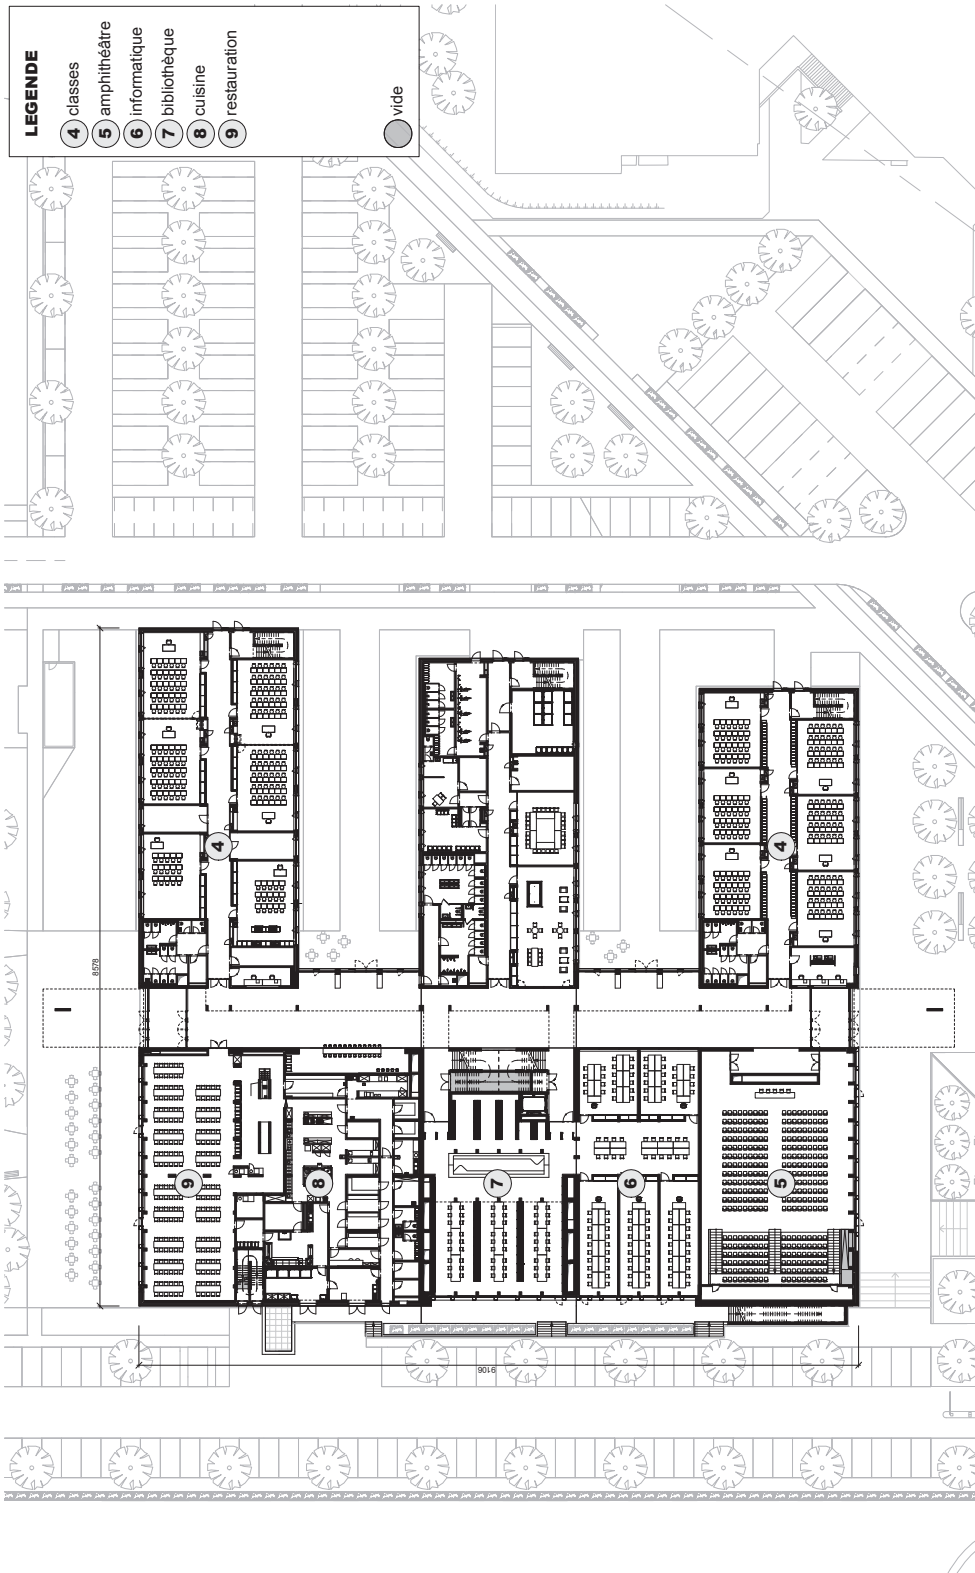 LEGENDE
4 classes
5 amphithéâtre
6 informatique
7 bibliothèque
8 cuisine
9 restauration
vide
4
4
8578
9
8
7
6
5
9106